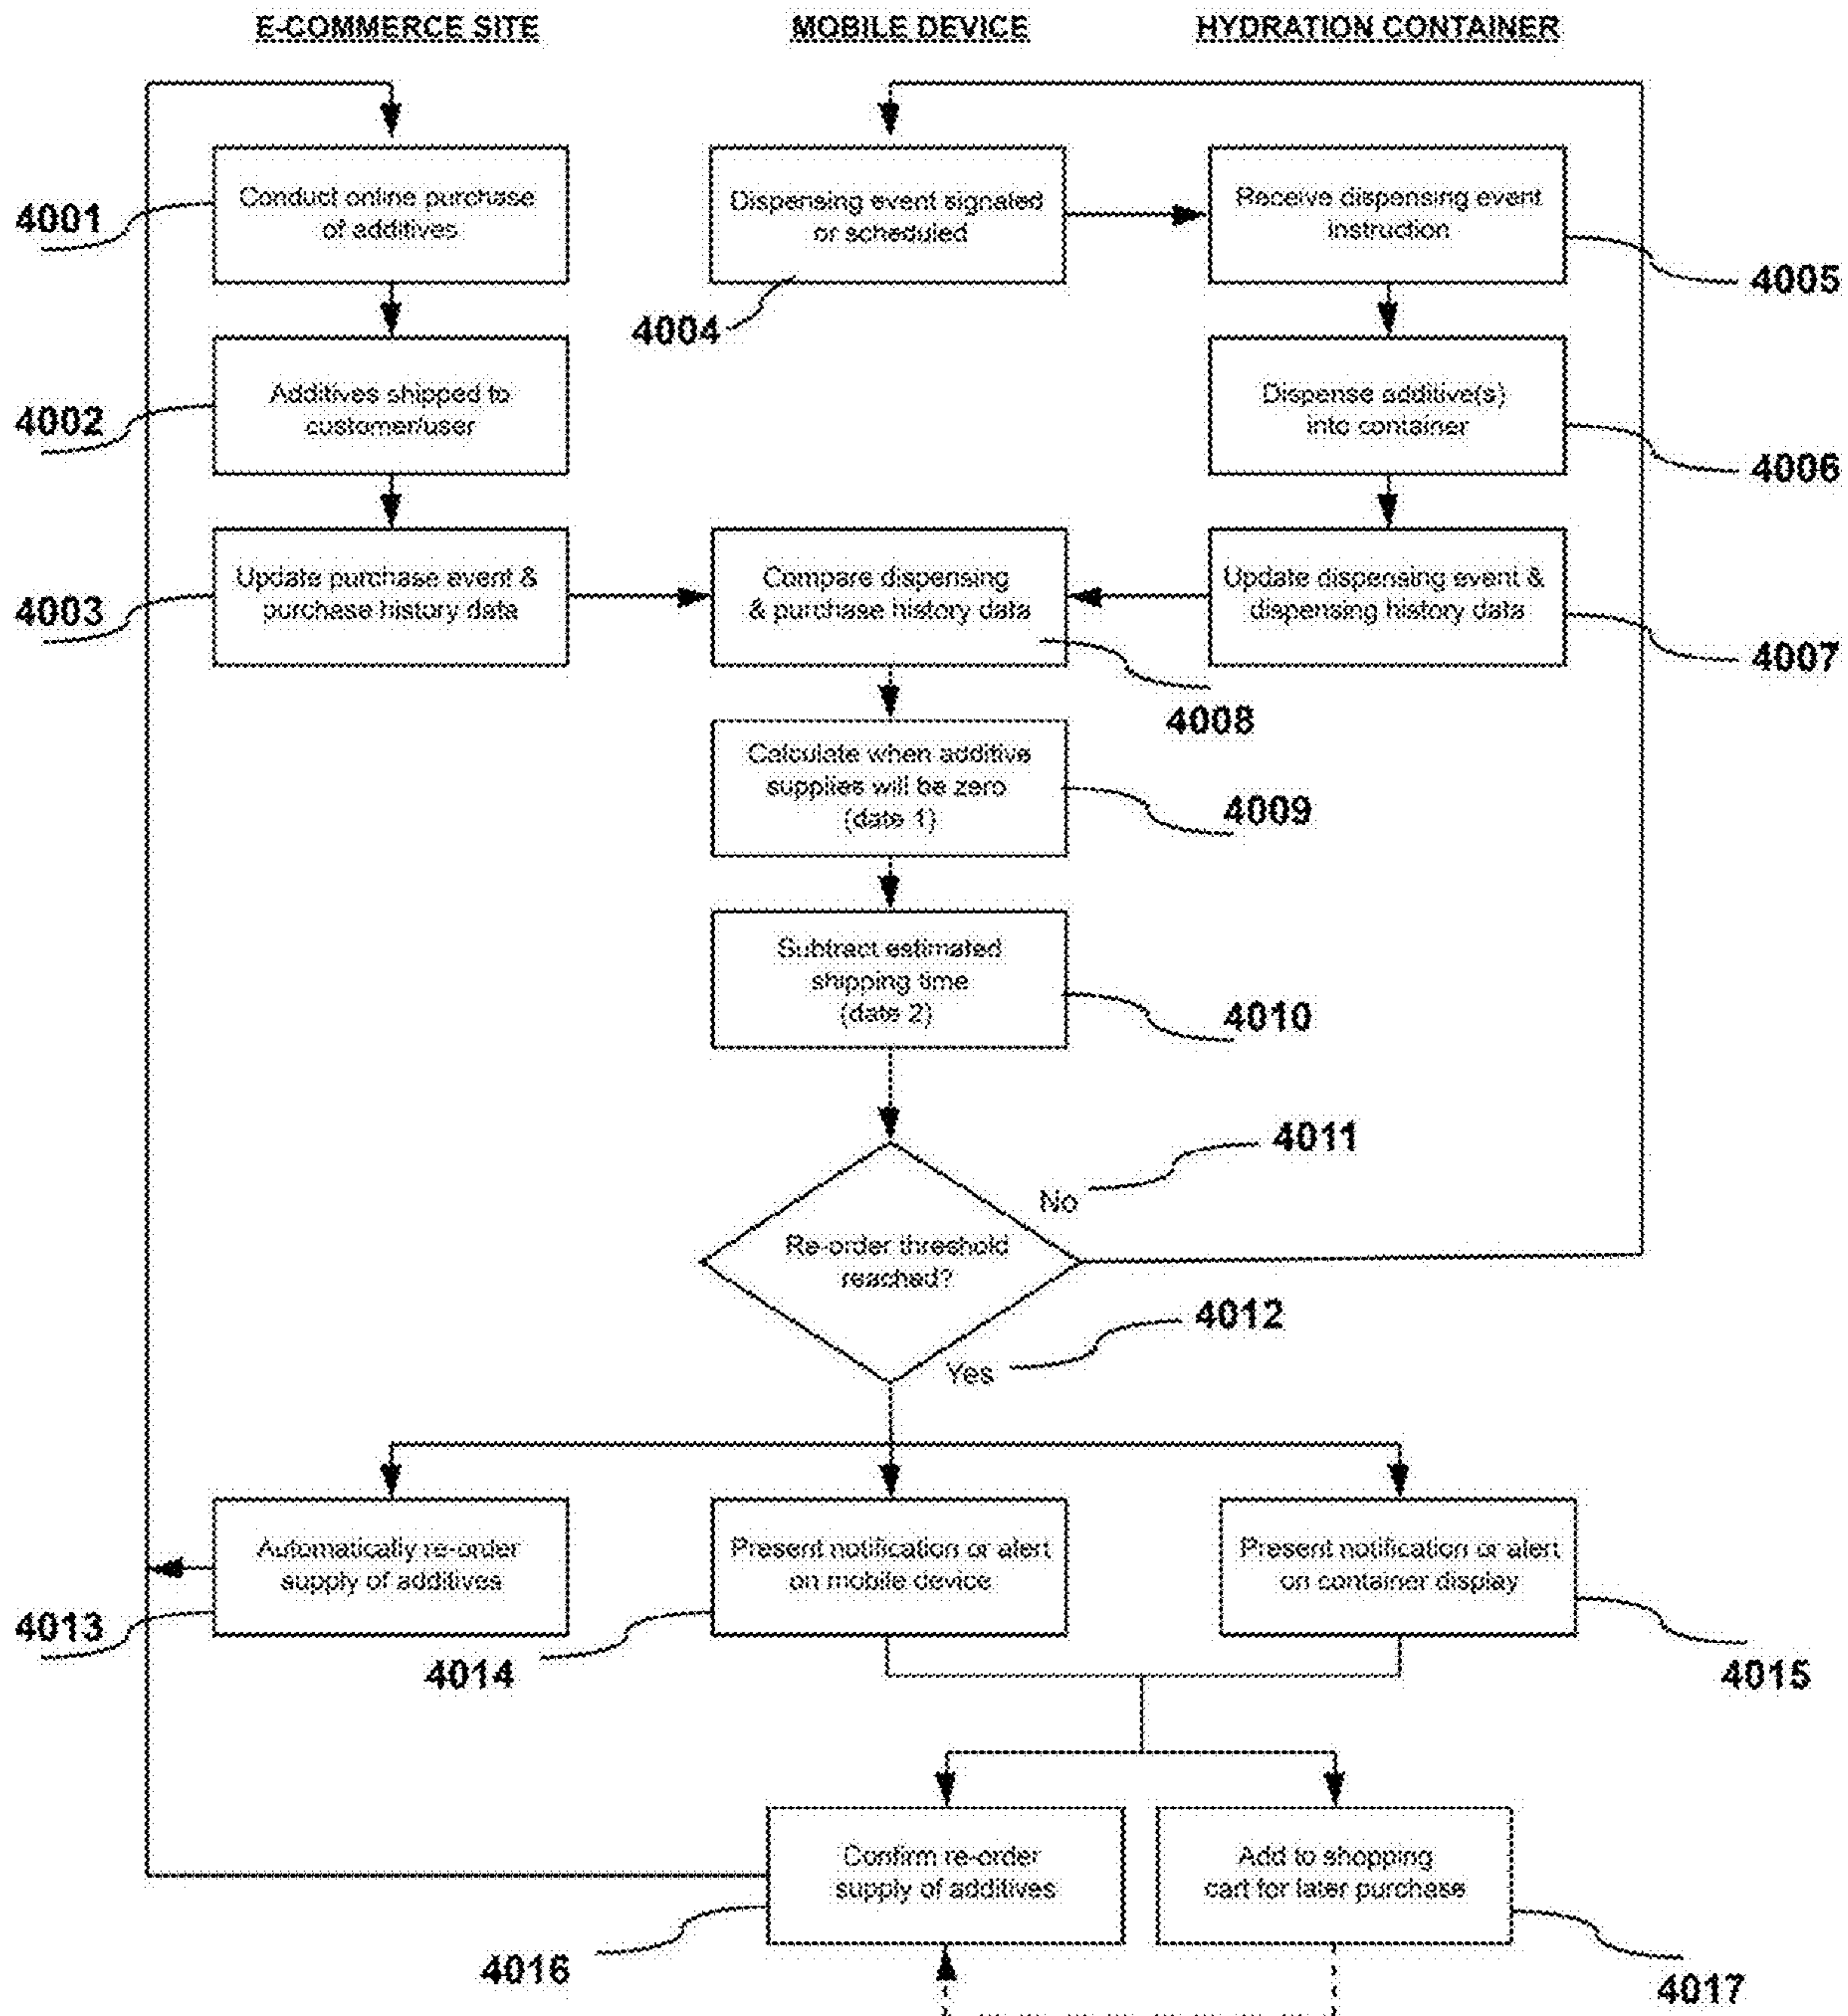 E-COMMERCE SITE
MOBILE DEVICE
HYDRATION CONTAINER
4001
Conduct online purchase
of additives
Dispensing event signaled
or scheduled
4004
Receive dispensing event
instruction
4005
4002
Additives shipped to
customer/user
Dispense additive(s)
into container
4006
4003
Update purchase event &
purchase history data
Compare dispensing
& purchase history data
4008
Update dispensing event &
dispensing history data
4007
Calculate when additive
supplies will be zero
(date 1)
4009
Subtract estimated
shipping time
(date 2)
4010
4011
No
Re-order threshold
reached?
4012
Yes
Automatically re-order
supply of additives
4013
Present notification or alert
on mobile device
4014
Present notification or alert
on container display
4015
Confirm re-order
supply of additives
4016
Add to shopping
cart for later purchase
4017